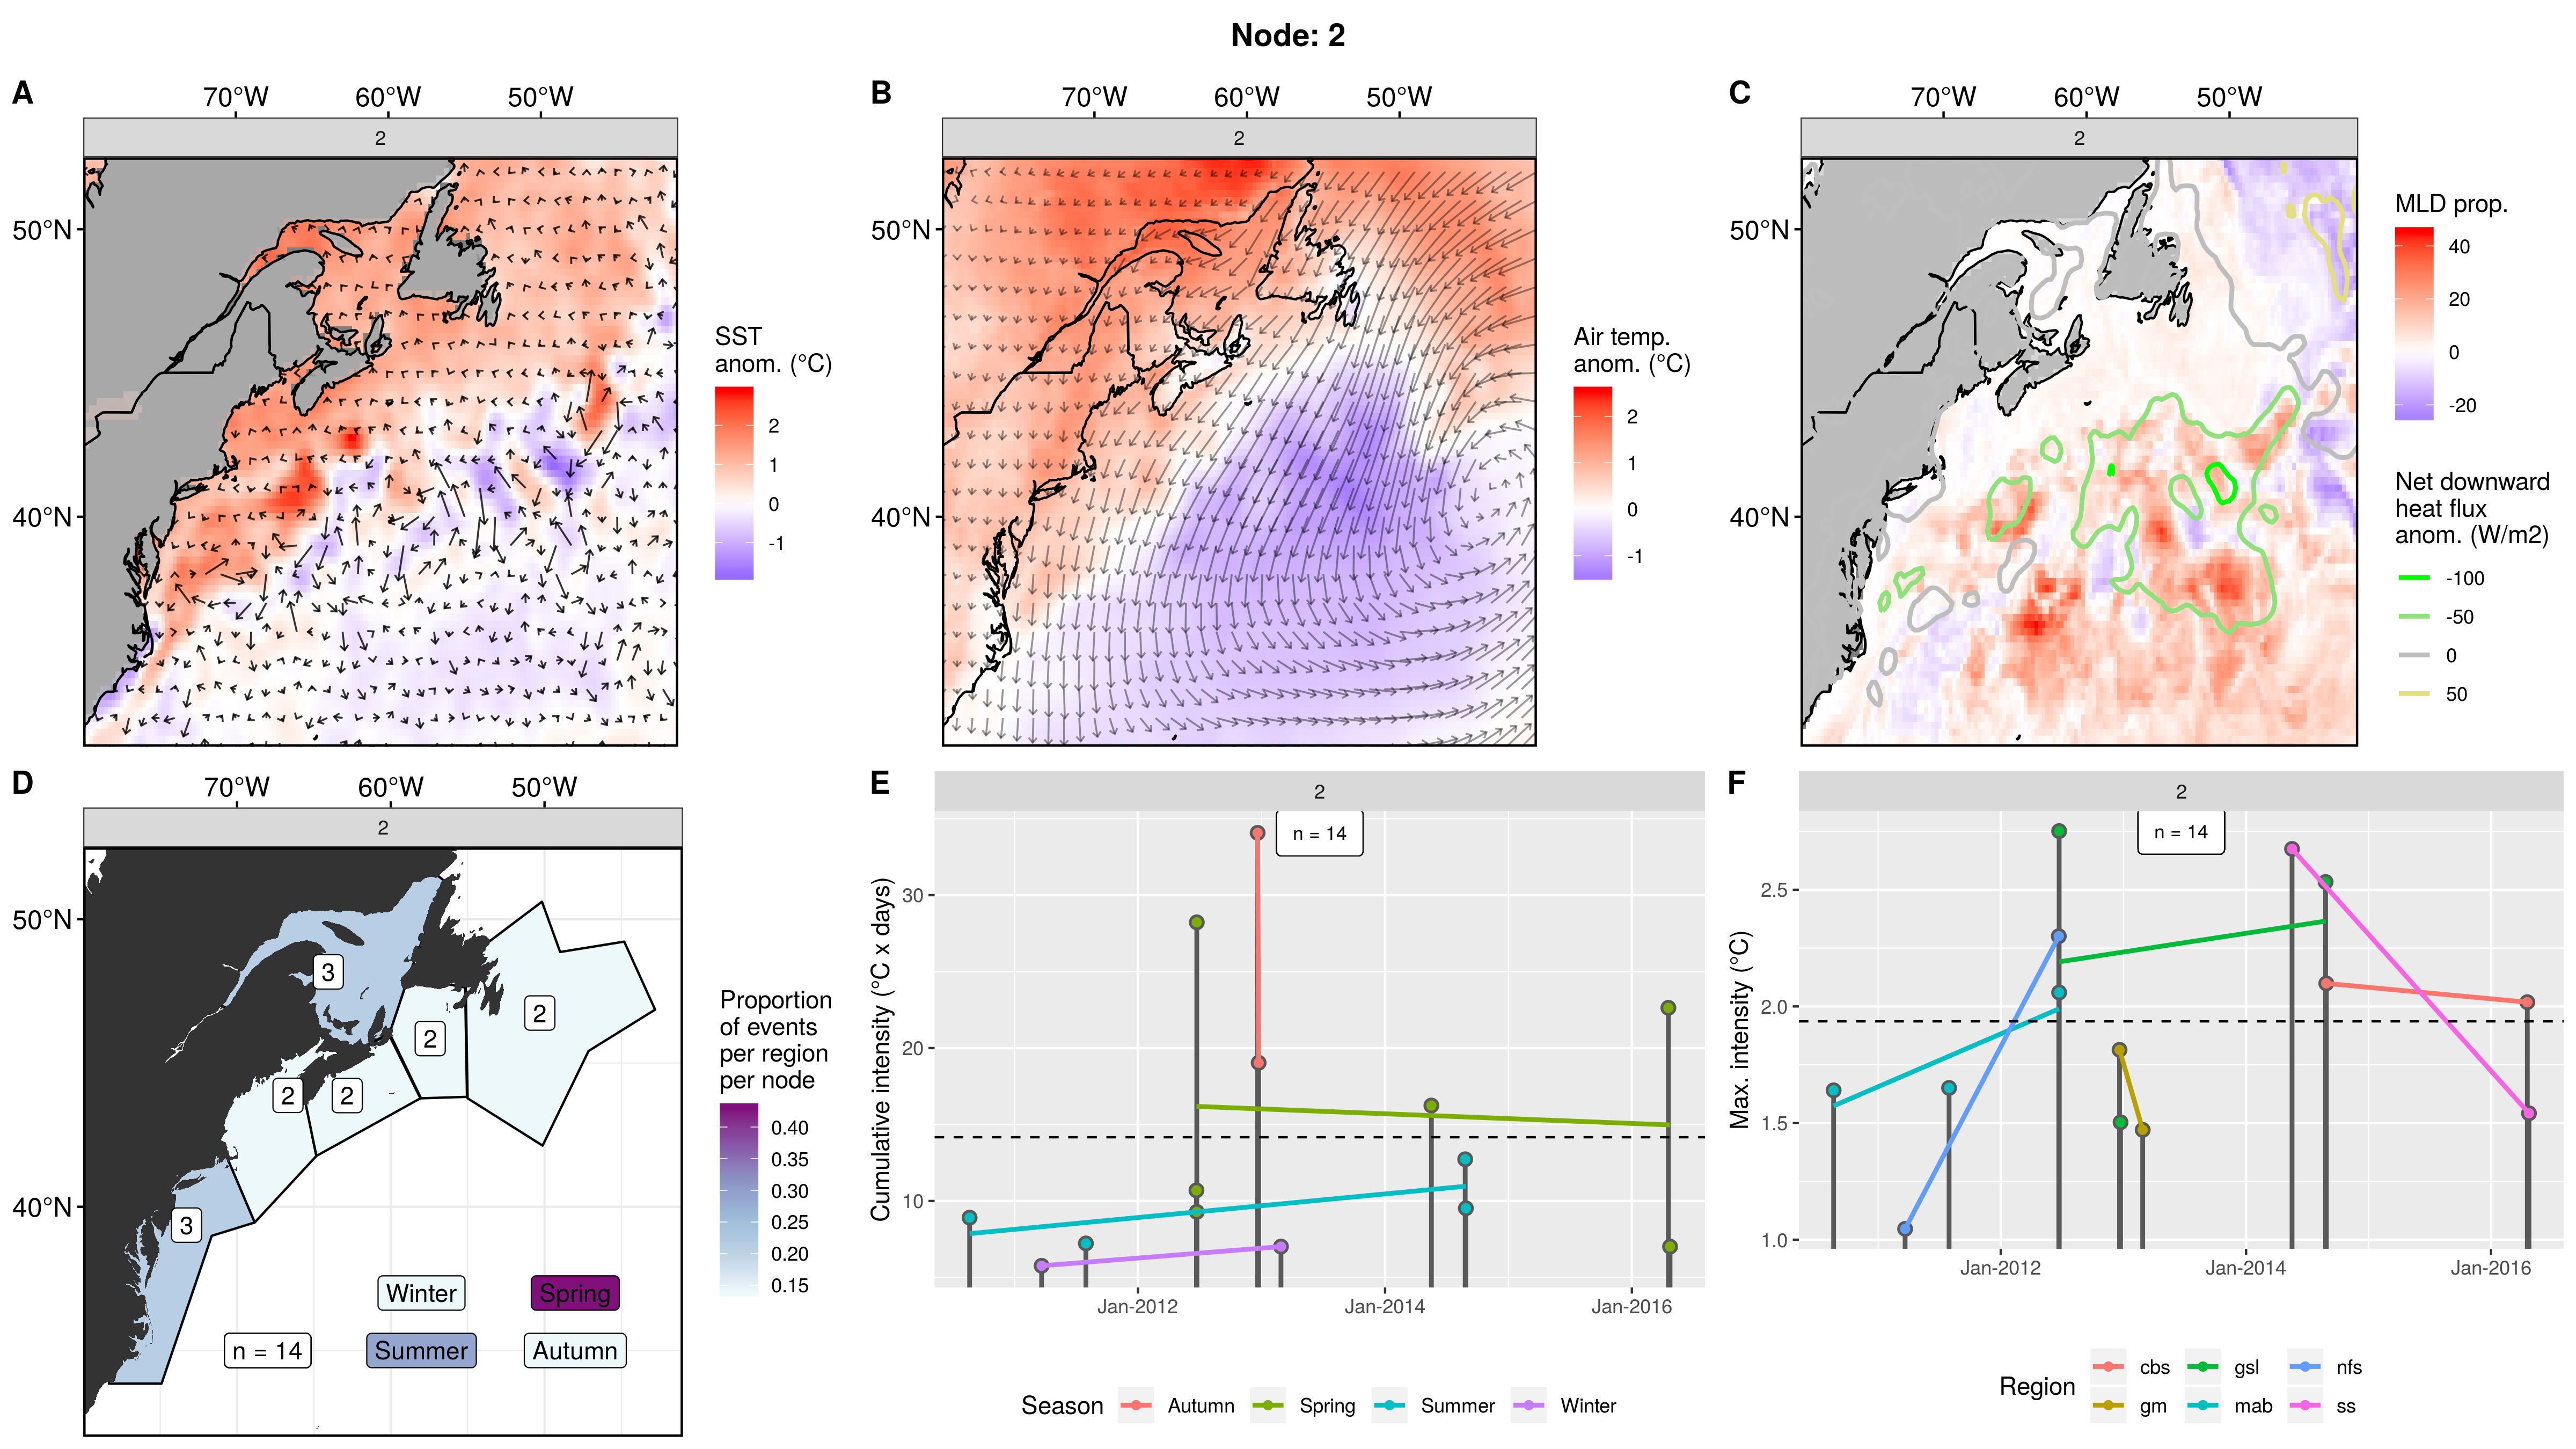 Node: 2
A
70°W 60°W 50°W
2
50°N
40°N
SST
anom. (°C)
2
1
0
-1
B
70°W 60°W 50°W
2
50°N
40°N
Air temp.
anom. (°C)
2
1
0
-1
C
70°W 60°W 50°W
2
50°N
40°N
MLD prop.
40
20
0
-20
Net downward
heat flux
anom. (W/m2)
-100
-50
0
50
D
70°W 60°W 50°W
2
50°N
40°N
3
2
2
2
2
3
Winter Spring
n = 14 Summer Autumn
Proportion
of events
per region
per node
0.40
0.35
0.30
0.25
0.20
0.15
E
2
n = 14
Cumulative intensity (°C x days)
30
20
10
Jan-2012 Jan-2014 Jan-2016
Season Autumn Spring Summer Winter
F
2
n = 14
Max. intensity (°C)
2.5
2.0
1.5
1.0
Jan-2012 Jan-2014 Jan-2016
Region
cbs gsl nfs
gm mab ss